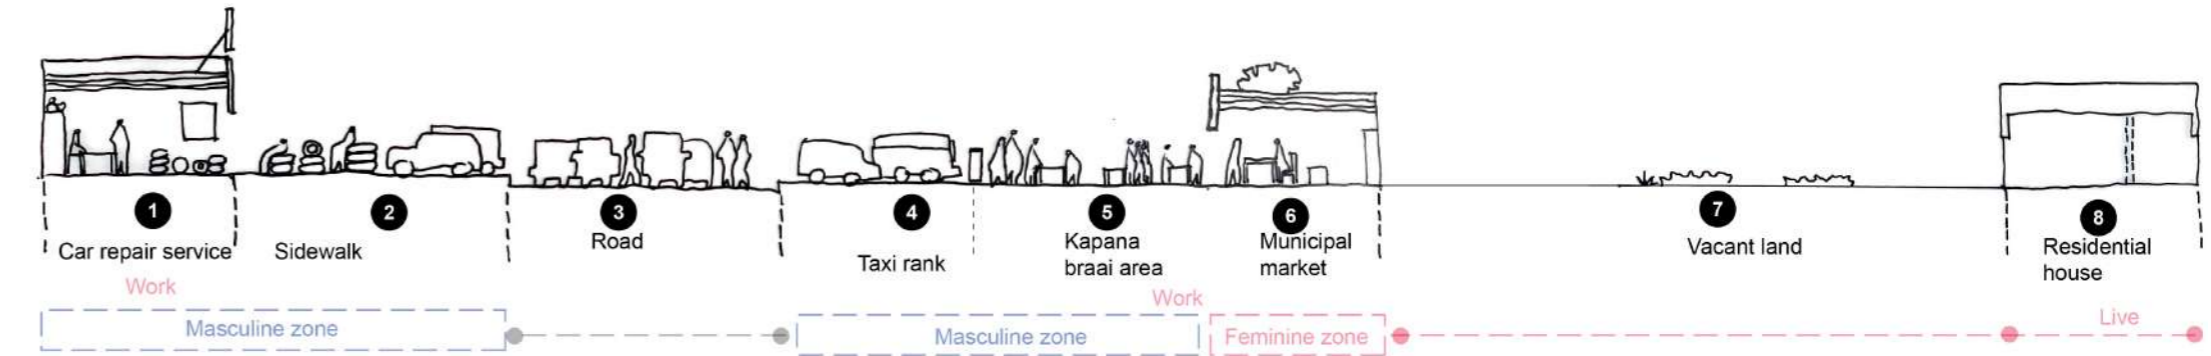 1
2
3
4
5
6
7
8
Car repair service
Sidewalk
Road
Taxi rank
Kapana
braai area
Municipal
market
Vacant land
Residential
house
Work
Work
Live
Masculine zone
Masculine zone
Feminine zone